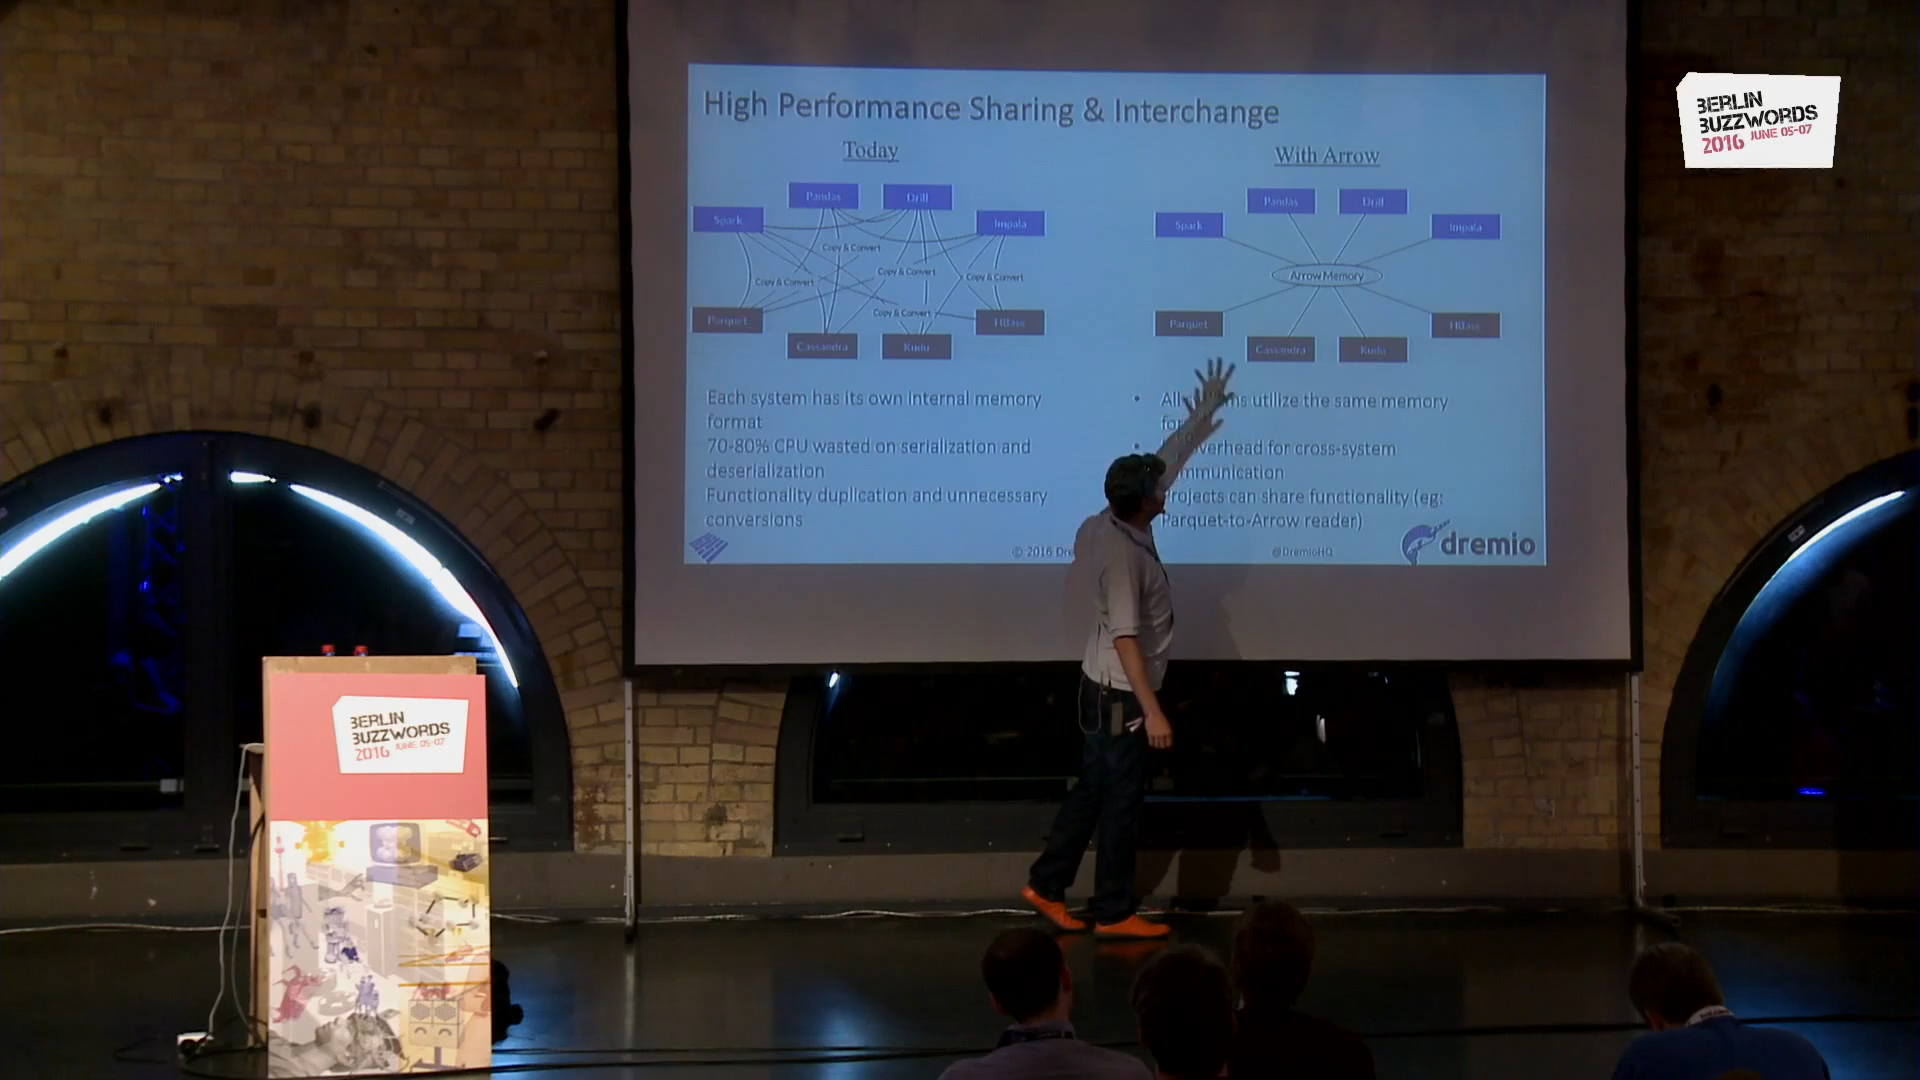 High Performance Sharing & Interchange
Today
Pandas
Drill
Spark
Impala
Copy & Convert
Copy & Convert
Copy & Convert
Copy & Convert
Copy & Convert
Parquet
HBase
Cassandra
Kudu
Each system has its own internal memory
format
70-80% CPU wasted on serialization and
deserialization
Functionality duplication and unnecessary
conversions
With Arrow
Pandas
Drill
Spark
Impala
Arrow Memory
Parquet
HBase
Cassandra
Kudu
• utilize the same memory
•
overhead for cross-system
Projects can share functionality (eg:
Parquet-to-Arrow reader)
© 2016
@DremioHQ
dremio
BERLIN
BUZZWORDS
2016 JUNE 05-07
BERLIN
BUZZWORDS
2016 JUNE 05-07